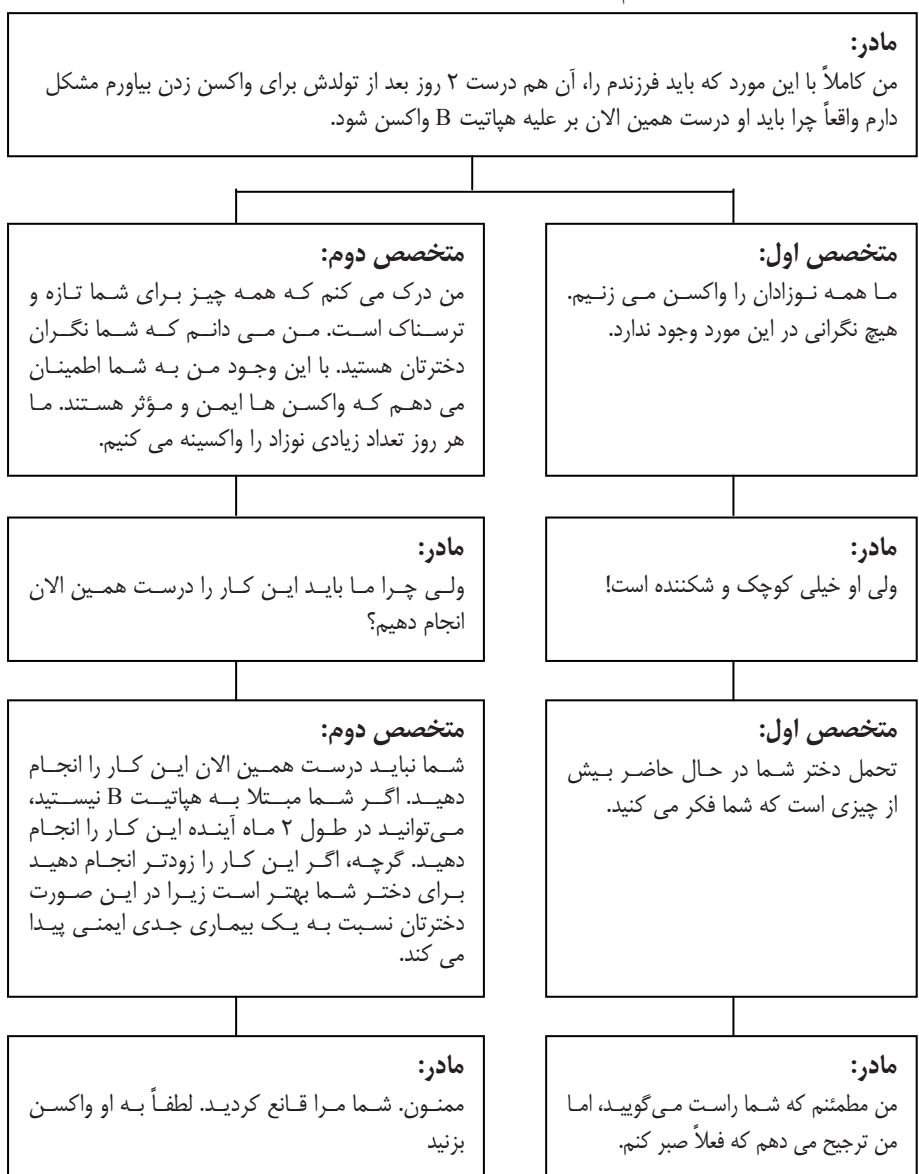 مادر:
من کاملاً با این مورد که باید فرزندم را، آن هم درست ۲ روز بعد از تولدش برای واکسن زدن بیاورم مشکل
دارم واقعاً چرا باید او درست همین الان بر علیه هپاتیت B واکسن شود.
متخصص اول:
ما همه نوزادان را واکسن می زنیم.
هیچ نگرانی در این مورد وجود ندارد.
متخصص دوم:
من درک می کنم که همه چیز برای شما تازه و
ترسناک است. من می دانم که شما نگران
دخترتان هستید. با این وجود من به شما اطمینان
می دهم که واکسن ها ایمن و مؤثر هستند. ما
هر روز تعداد زیادی نوزاد را واکسینه می کنیم.
مادر:
ولی او خیلی کوچک و شکننده است!
مادر:
ولی چرا ما باید این کار را درست همین الان
انجام دهیم؟
متخصص اول:
تحمل دختر شما در حال حاضر بیش
از چیزی است که شما فکر می کنید.
متخصص دوم:
شما نباید درست همین الان این کار را انجام
دهید. اگر شما مبتلا به هپاتیت B نیستید،
می‌توانید در طول ۲ ماه آینده این کار را انجام
دهید. گرچه، اگر این کار را زودتر انجام دهید
برای دختر شما بهتر است زیرا در این صورت
دخترتان نسبت به یک بیماری جدی ایمنی پیدا
می کند.
مادر:
من مطمئنم که شما راست می‌گویید، اما
من ترجیح می دهم که فعلاً صبر کنم.
مادر:
ممنون. شما مرا قانع کردید. لطفاً به او واکسن
بزنید